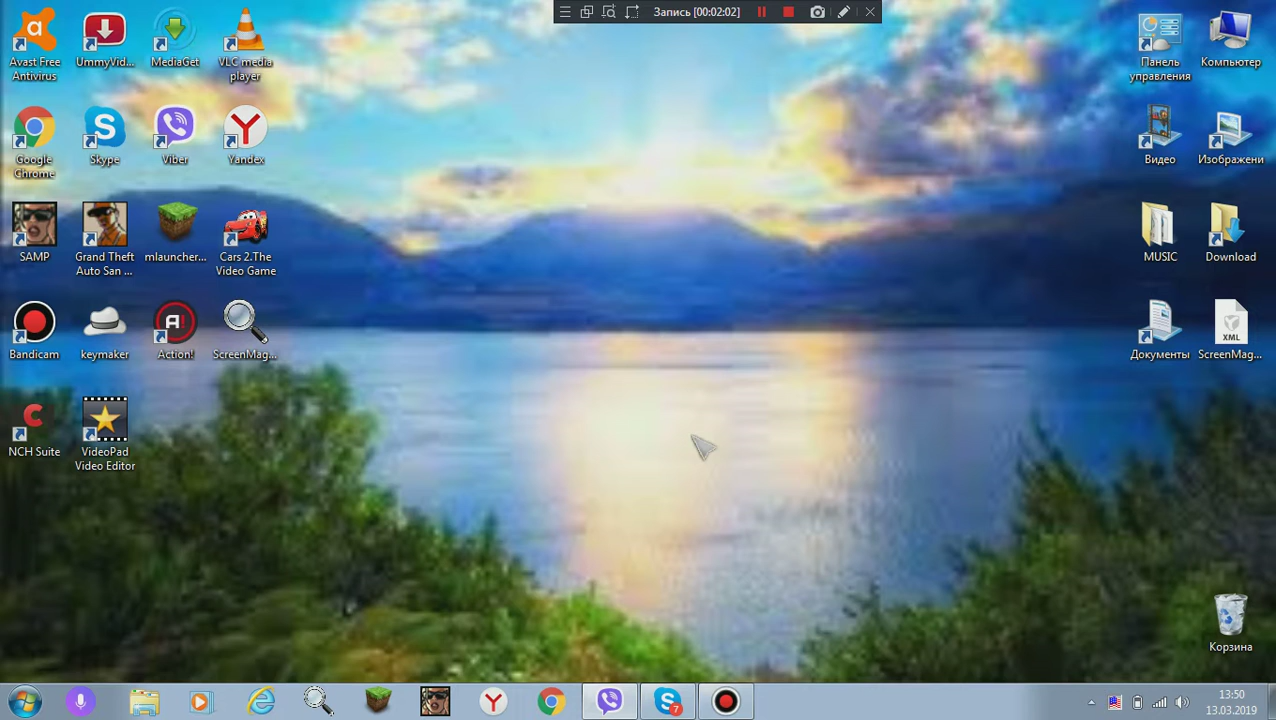 Запись [00:02:02]
Avast Free
Antivirus
UmmyVid...
MediaGet
VLC media
player
Панель
управления
Компьютер
Google
Chrome
Skype
Viber
Yandex
Видео
Изображени
SAMP
Grand Theft
Auto San ...
mlauncher...
Cars 2.The
Video Game
MUSIC
Download
Bandicam
keymaker
Action!
ScreenMag...
Документы
XML
ScreenMag...
NCH Suite
VideoPad
Video Editor
Корзина
7
13:50
13.03.2019